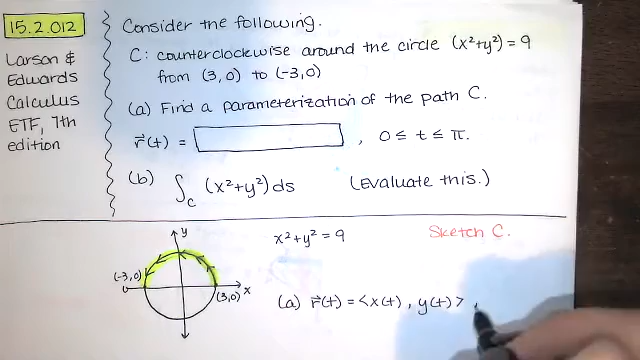 15.2.012
Larson &
Edwards
Calculus
ETF, 7th
edition
Consider the following.
C: counterclockwise around the circle (x²+y²) = 9
from (3,0) to (-3,0)
(a) Find a parameterization of the path C.
r⃗(t) = , 0 ≤ t ≤ π.
(b) ∫_C (x²+y²) ds (Evaluate this.)
x²+y² = 9
Sketch C.
y
(-3,0)
x
(3,0)
(a) r⃗(t) = <x(t), y(t)>